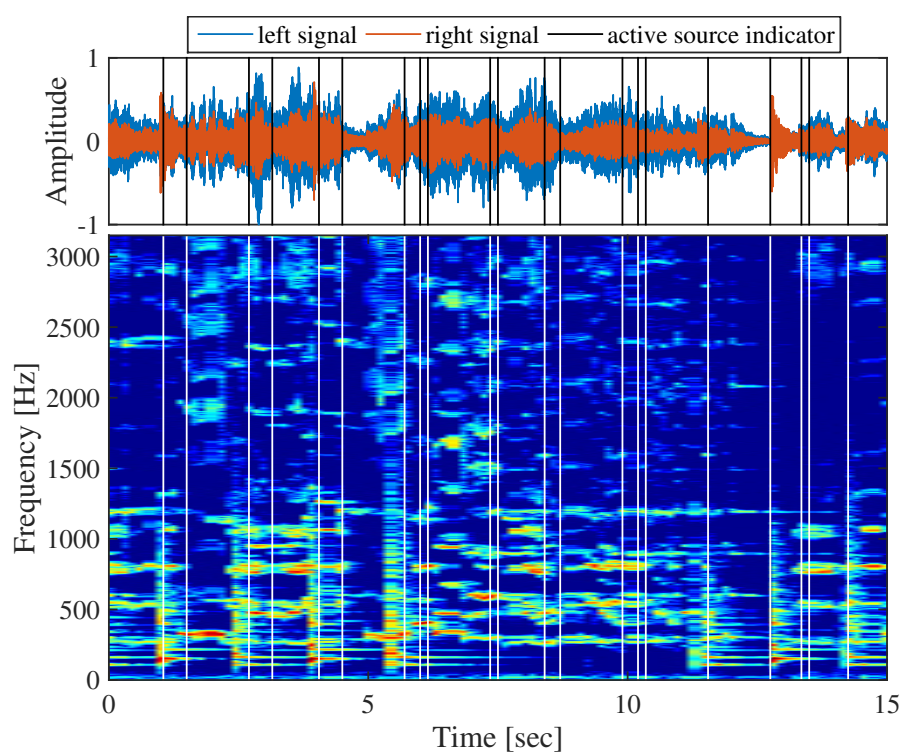 left signal right signal active source indicator
1
0
-1
Amplitude
3000
2500
2000
1500
1000
500
0
Frequency [Hz]
0 5 10 15
Time [sec]